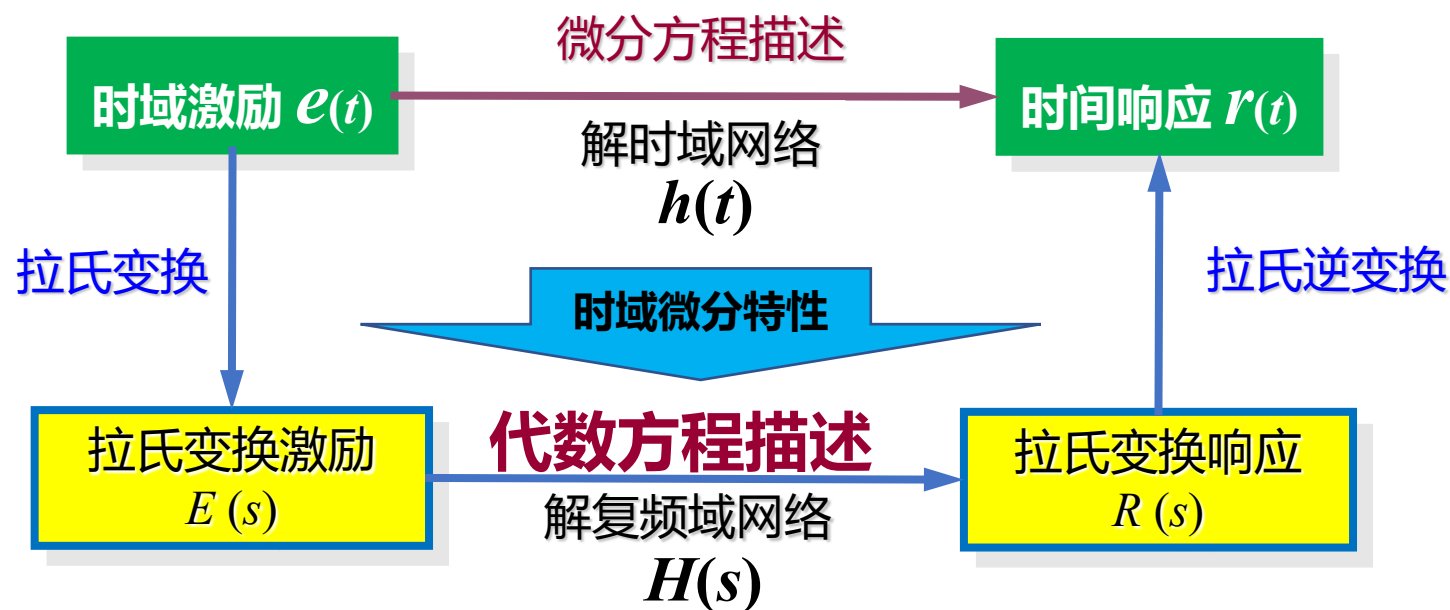 微分方程描述
时域激励 e(t)
时间响应 r(t)
解时域网络
h(t)
拉氏变换
拉氏逆变换
时域微分特性
代数方程描述
拉氏变换激励
E (s)
拉氏变换响应
R (s)
解复频域网络
H(s)